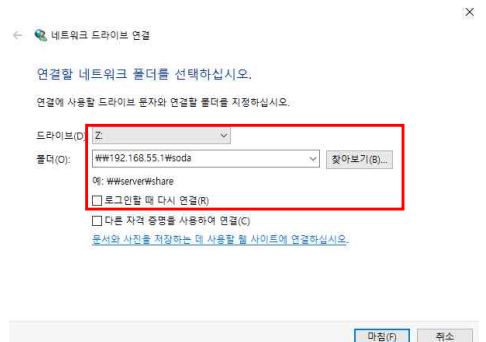 네트워크 드라이브 연결
연결할 네트워크 폴더를 선택하십시오.
연결에 사용할 드라이브 문자와 연결할 폴더를 지정하십시오.
드라이브(D) Z:
폴더(O): ₩₩192.168.55.1₩soda 찾아보기(B)...
예: ₩₩server₩share
로그인할 때 다시 연결(R)
다른 자격 증명을 사용하여 연결(C)
문서와 사진을 저장하는 데 사용할 웹 사이트에 연결하십시오.
마침(F) 취소